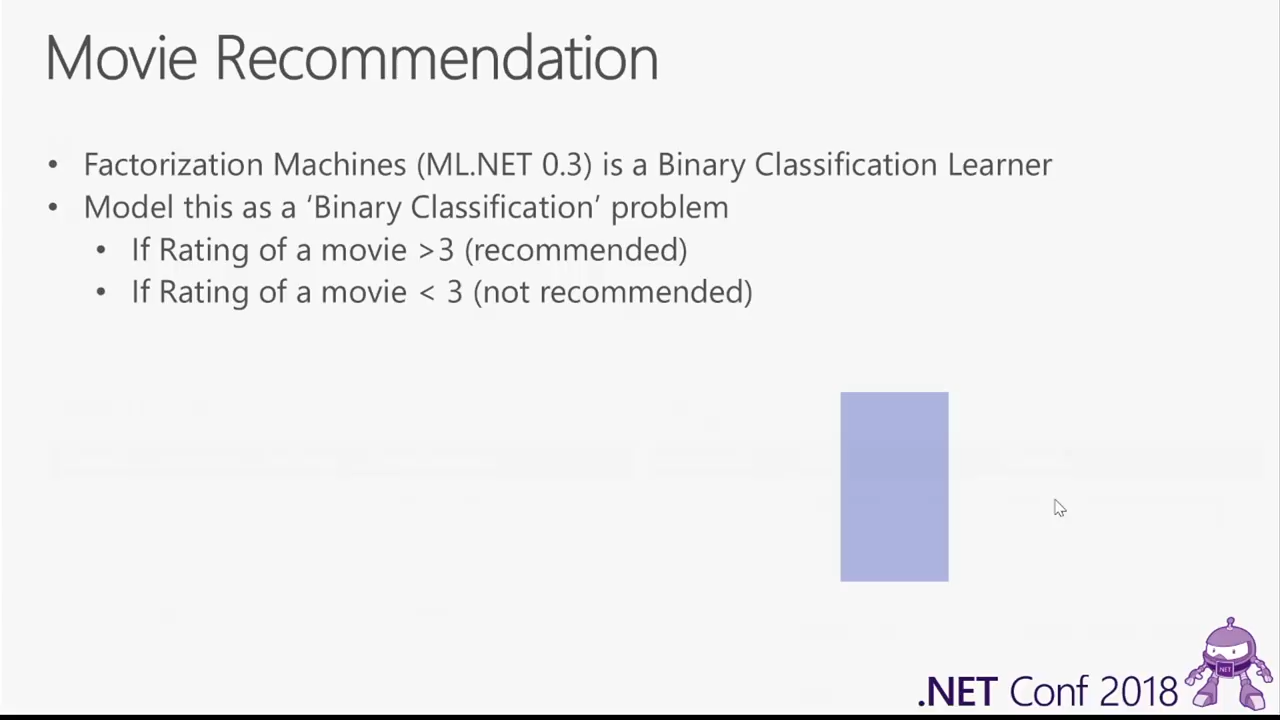 Movie Recommendation
• Factorization Machines (ML.NET 0.3) is a Binary Classification Learner
• Model this as a ‘Binary Classification’ problem
• If Rating of a movie >3 (recommended)
• If Rating of a movie < 3 (not recommended)
.NET Conf 2018
.NET